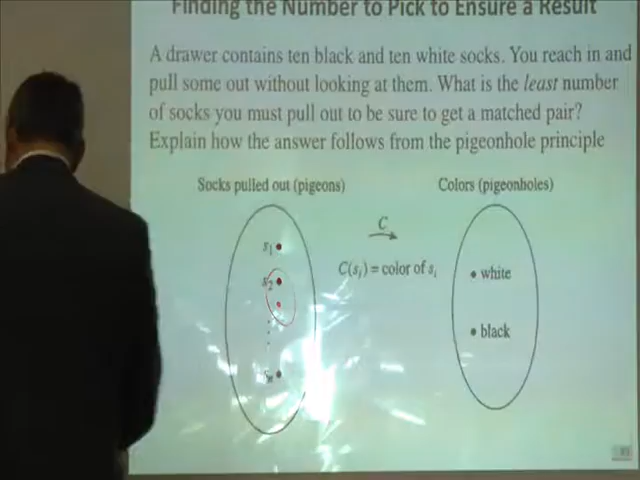 Finding the Number to Pick to Ensure a Result
A drawer contains ten black and ten white socks. You reach in and
pull some out without looking at them. What is the least number
of socks you must pull out to be sure to get a matched pair?
Explain how the answer follows from the pigeonhole principle
Socks pulled out (pigeons)
Colors (pigeonholes)
C
s1
s2
C(si) = color of si
white
black
sn